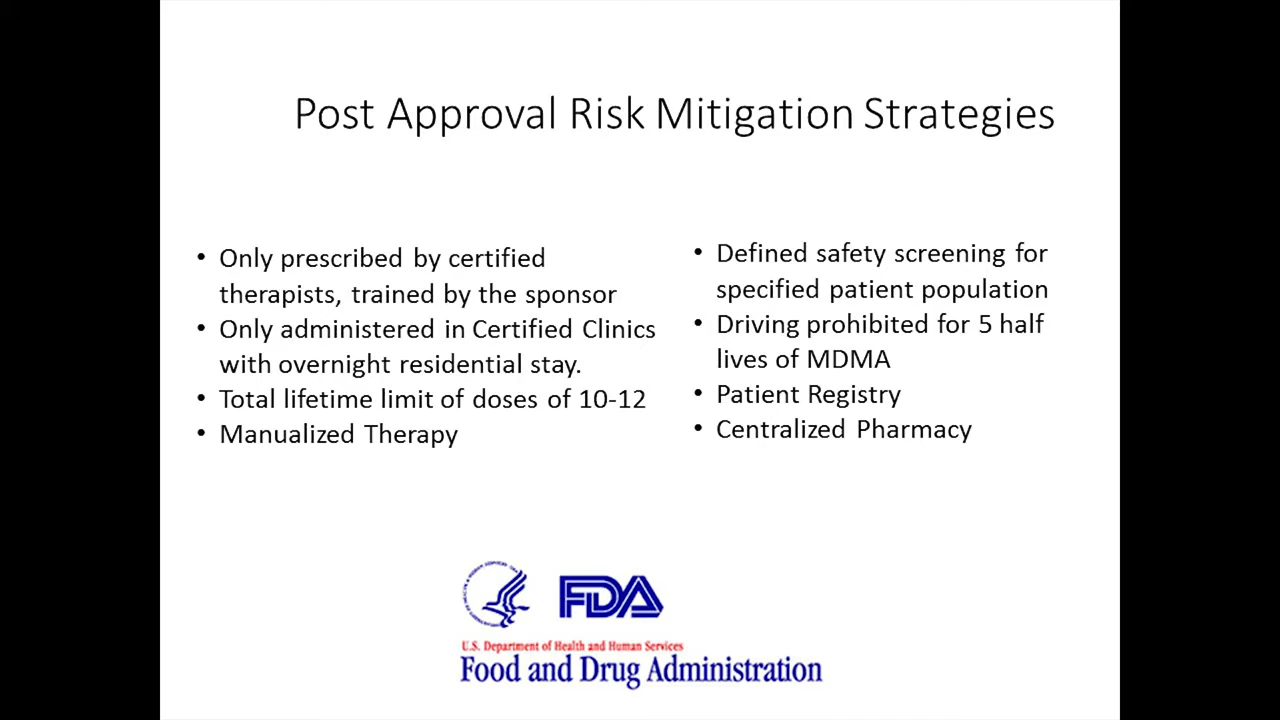 Post Approval Risk Mitigation Strategies
• Only prescribed by certified
therapists, trained by the sponsor
• Only administered in Certified Clinics
with overnight residential stay.
• Total lifetime limit of doses of 10-12
• Manualized Therapy
• Defined safety screening for
specified patient population
• Driving prohibited for 5 half
lives of MDMA
• Patient Registry
• Centralized Pharmacy
FDA
U.S. Department of Health and Human Services
Food and Drug Administration